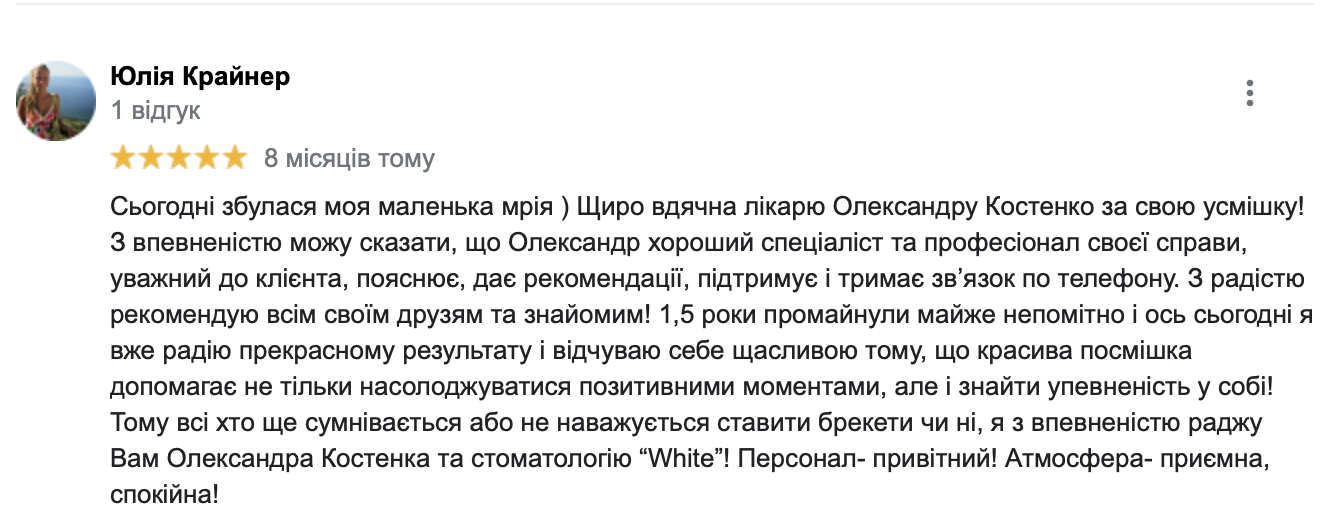 Юлія Крайнер
1 відгук
8 місяців тому
Сьогодні збулася моя маленька мрія ) Щиро вдячна лікарю Олександру Костенко за свою усмішку!
З впевненістю можу сказати, що Олександр хороший спеціаліст та професіонал своєї справи,
уважний до клієнта, пояснює, дає рекомендації, підтримує і тримає зв’язок по телефону. З радістю
рекомендую всім своїм друзям та знайомим! 1,5 роки промайнули майже непомітно і ось сьогодні я
вже радію прекрасному результату і відчуваю себе щасливою тому, що красива посмішка
допомагає не тільки насолоджуватися позитивними моментами, але і знайти упевненість у собі!
Тому всі хто ще сумнівається або не наважується ставити брекети чи ні, я з впевненістю раджу
Вам Олександра Костенка та стоматологію “White”! Персонал- привітний! Атмосфера- приємна,
спокійна!